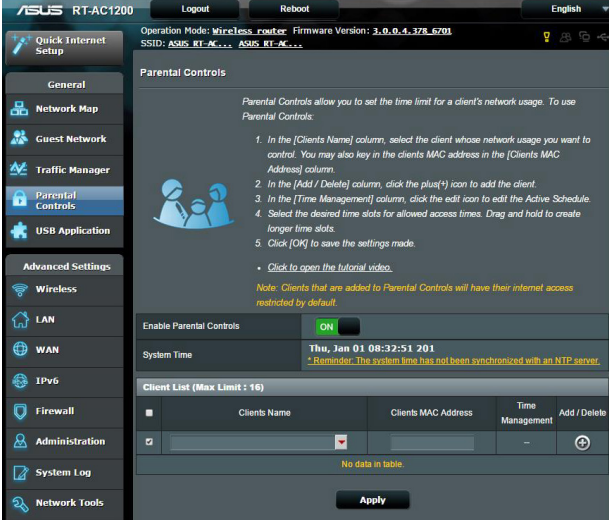 ASUS RT-AC1200
Logout
Reboot
English
Quick Internet
Setup
General
Network Map
Guest Network
Traffic Manager
Parental
Controls
USB Application
Advanced Settings
Wireless
LAN
WAN
IPv6
Firewall
Administration
System Log
Network Tools
Operation Mode: Wireless router Firmware Version: 3.0.0.4.378_6701
SSID: ASUS RT-AC... ASUS RT-AC...
Parental Controls
Parental Controls allow you to set the time limit for a client's network usage. To use
Parental Controls:
1. In the [Clients Name] column, select the client whose network usage you want to
control. You may also key in the clients MAC address in the [Clients MAC
Address] column.
2. In the [Add / Delete] column, click the plus(+) icon to add the client.
3. In the [Time Management] column, click the edit icon to edit the Active Schedule.
4. Select the desired time slots for allowed access times. Drag and hold to create
longer time slots.
5. Click [OK] to save the settings made.
• Click to open the tutorial video.
Note: Clients that are added to Parental Controls will have their internet access
restricted by default.
Enable Parental Controls
ON
System Time
Thu, Jan 01 08:32:51 201
* Reminder: The system time has not been synchronized with an NTP server.
Client List (Max Limit : 16)
Clients Name
Clients MAC Address
Time
Management
Add / Delete
–
No data in table.
Apply